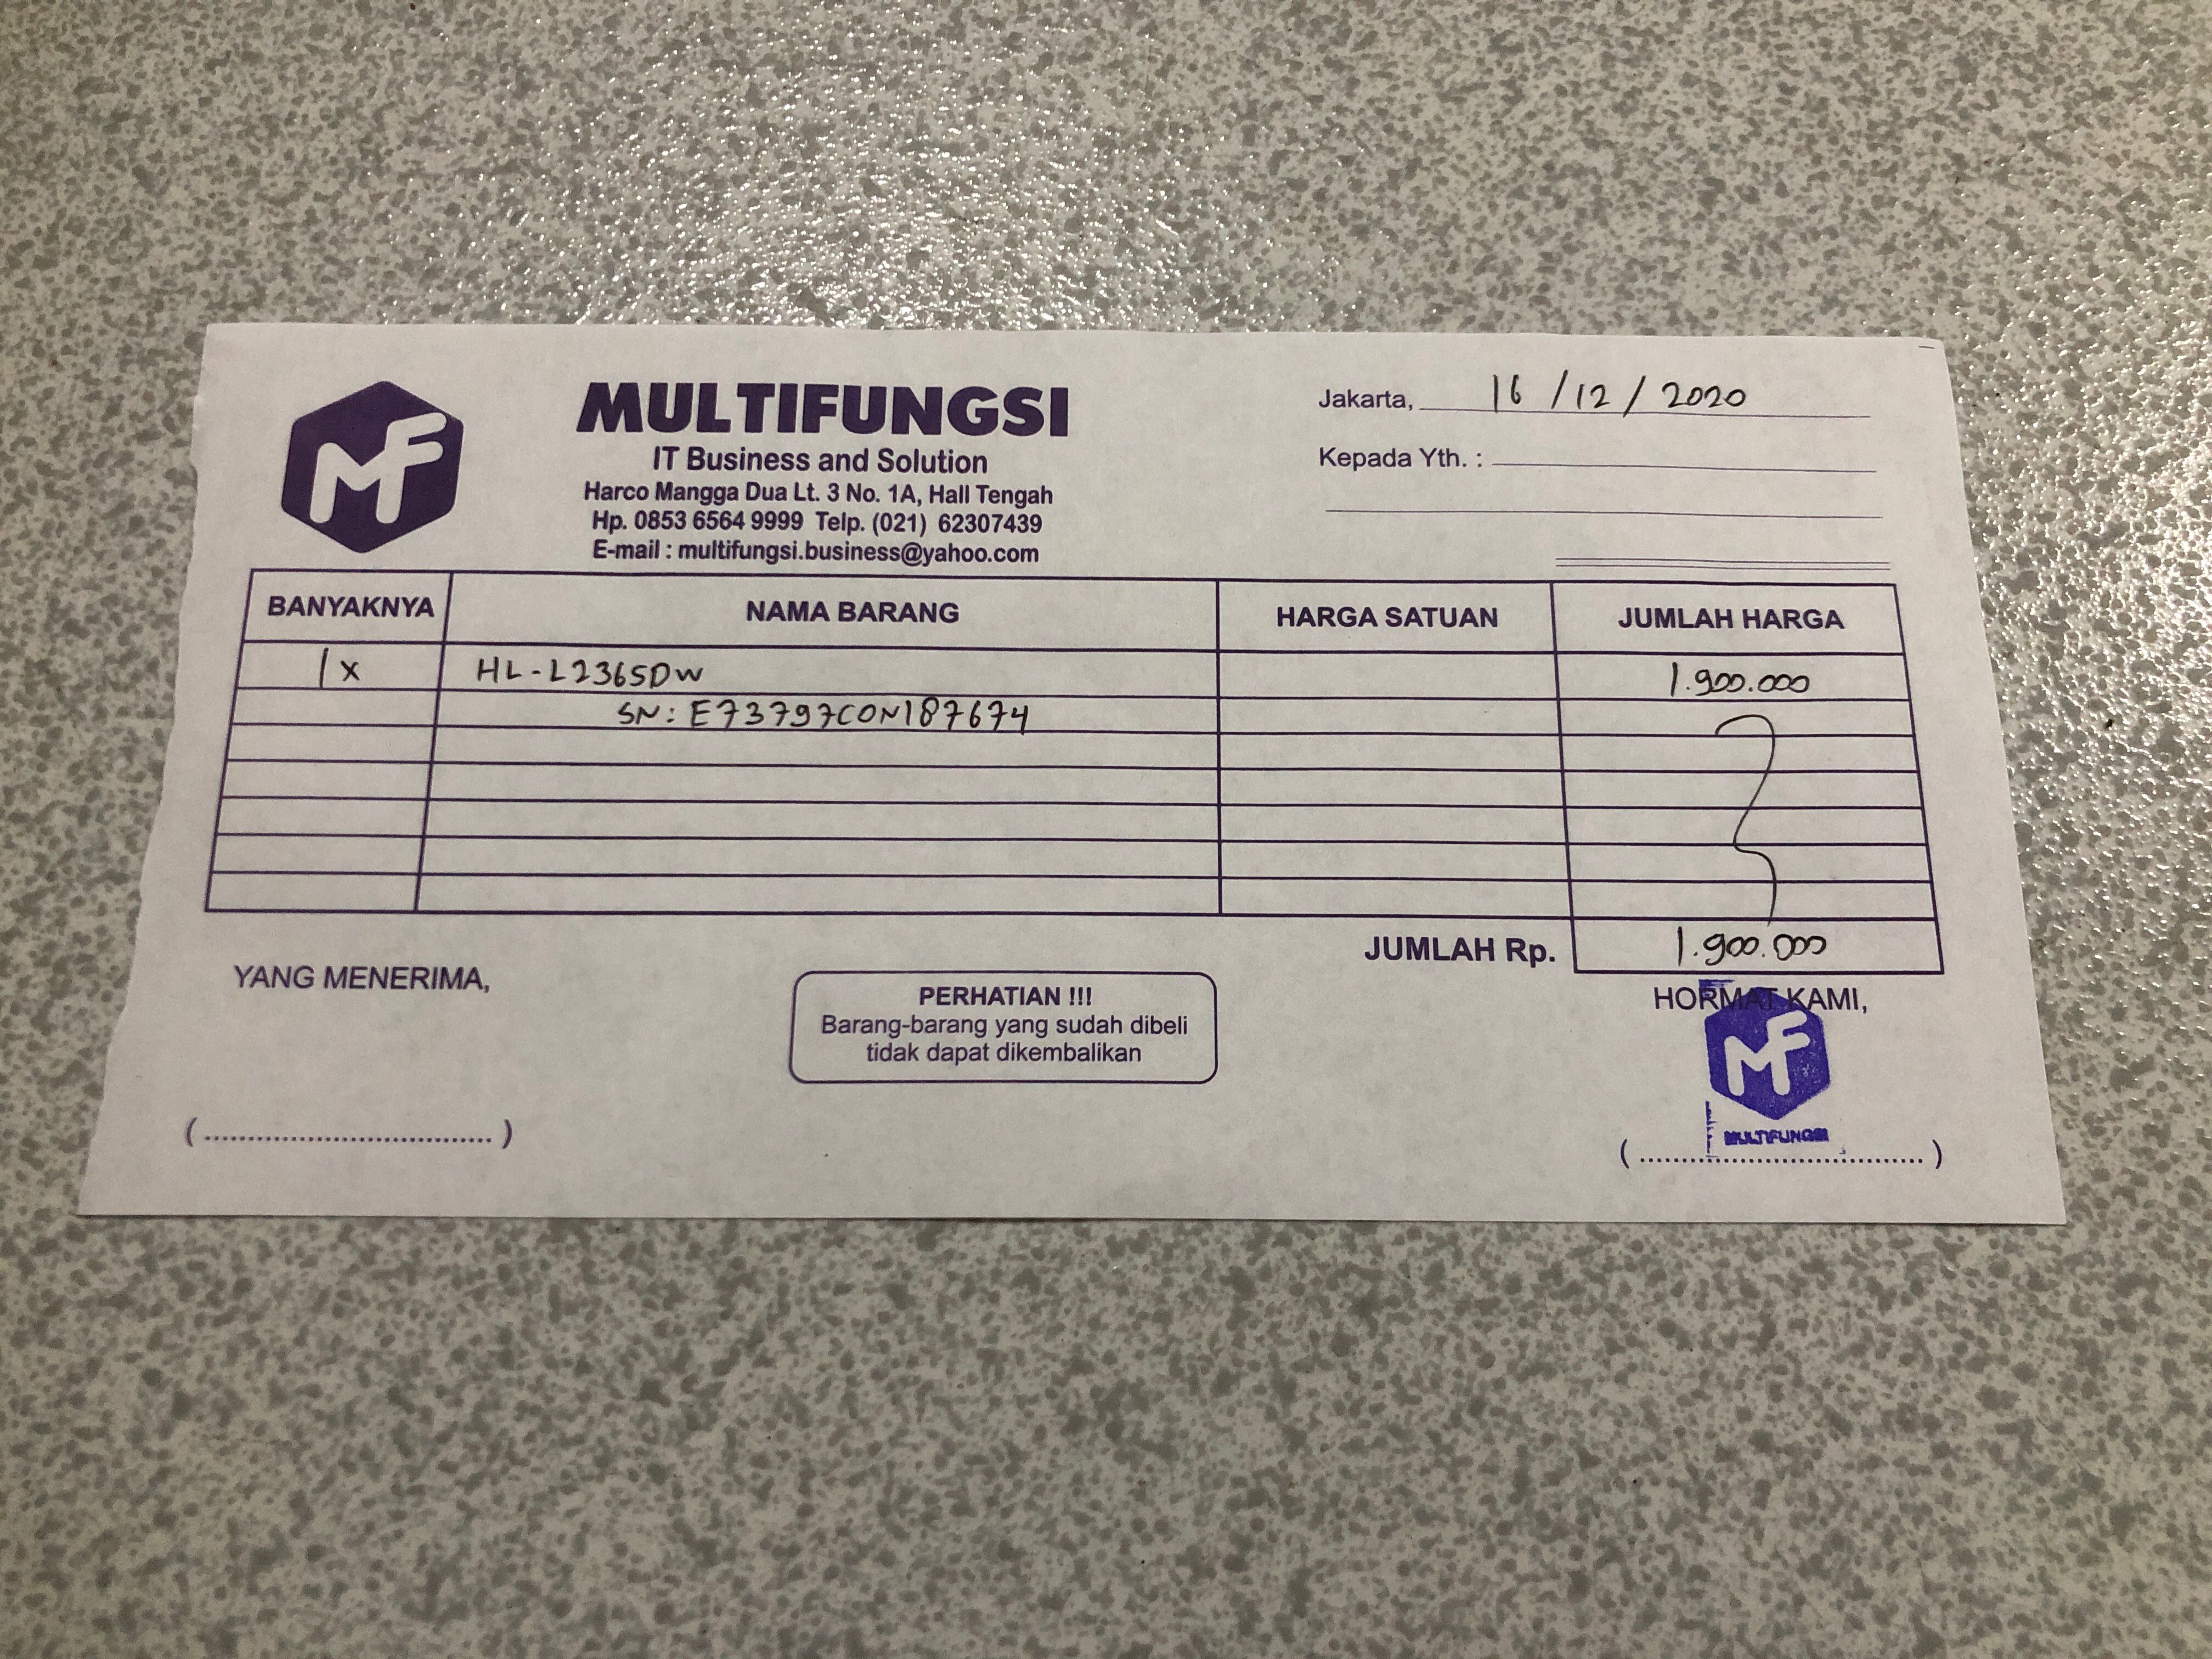 MF
MULTIFUNGSI
IT Business and Solution
Harco Mangga Dua Lt. 3 No. 1A, Hall Tengah
Hp. 0853 6564 9999 Telp. (021) 62307439
E-mail : multifungsi.business@yahoo.com
Jakarta, 16 / 12 / 2020
Kepada Yth. :
BANYAKNYA NAMA BARANG HARGA SATUAN JUMLAH HARGA
1 x HL-L2365DW 1.900.000
SN: E73797C0N187674
JUMLAH Rp. 1.900.000
YANG MENERIMA,
PERHATIAN !!!
Barang-barang yang sudah dibeli
tidak dapat dikembalikan
HORMAT KAMI,
MF
MULTIFUNGSI
(.................................)
(.................................)